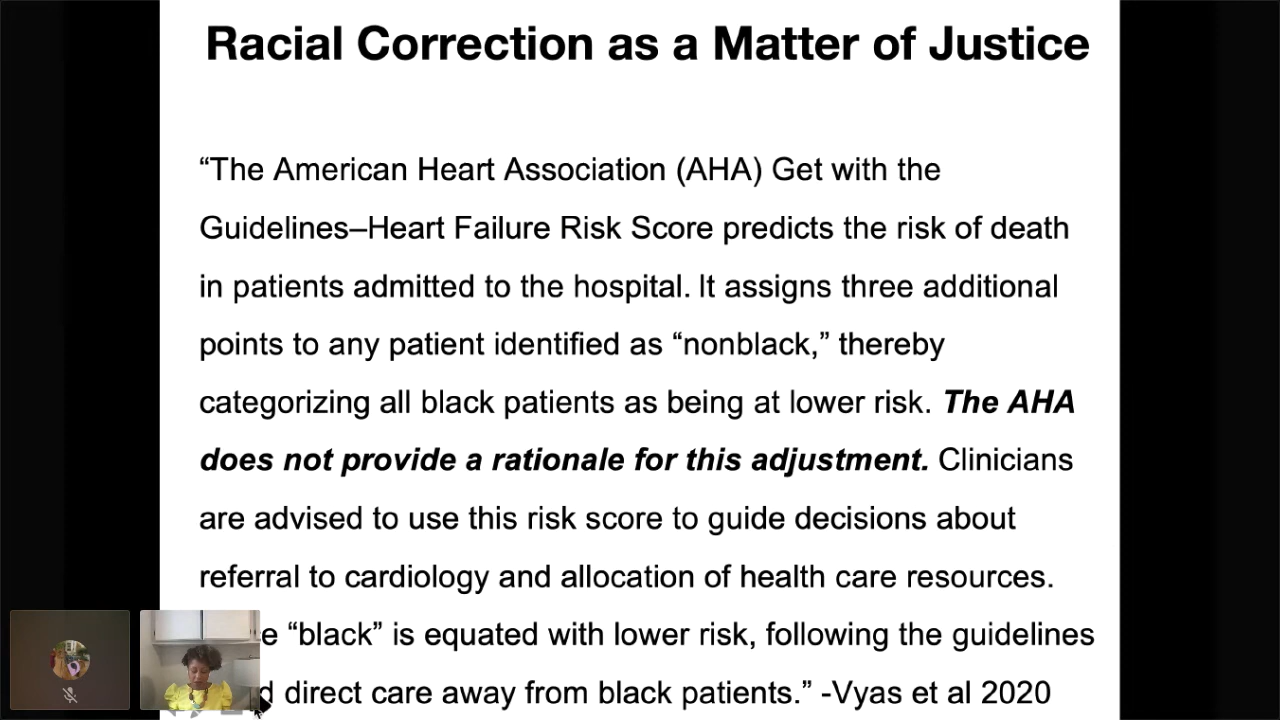 Racial Correction as a Matter of Justice
“The American Heart Association (AHA) Get with the
Guidelines–Heart Failure Risk Score predicts the risk of death
in patients admitted to the hospital. It assigns three additional
points to any patient identified as “nonblack,” thereby
categorizing all black patients as being at lower risk. The AHA
does not provide a rationale for this adjustment. Clinicians
are advised to use this risk score to guide decisions about
referral to cardiology and allocation of health care resources.
“black” is equated with lower risk, following the guidelines
direct care away from black patients.” -Vyas et al 2020